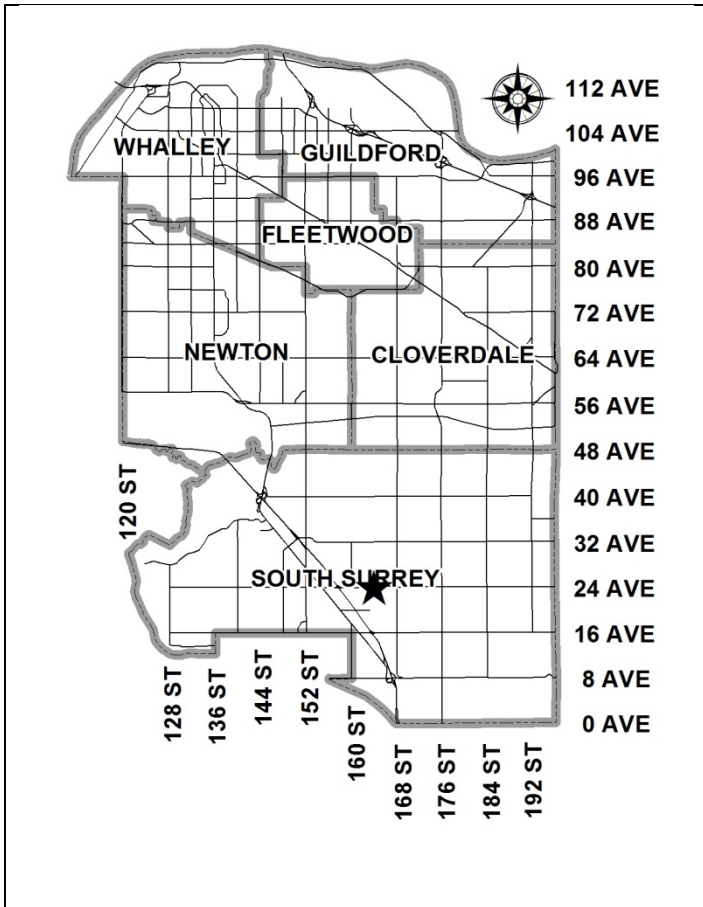 112 AVE
104 AVE
WHALLEY
GUILDFORD
96 AVE
88 AVE
FLEETWOOD
80 AVE
72 AVE
NEWTON
CLOVERDALE
64 AVE
56 AVE
48 AVE
40 AVE
120 ST
32 AVE
SOUTH SURREY
24 AVE
16 AVE
8 AVE
128 ST
136 ST
144 ST
152 ST
160 ST
0 AVE
168 ST
176 ST
184 ST
192 ST